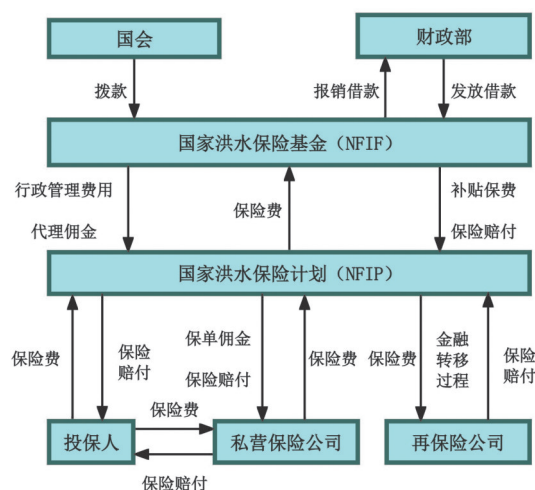 国会
财政部
拨款
报销借款
发放借款
国家洪水保险基金（NFIF）
行政管理费用
代理佣金
保险费
补贴保费
保险赔付
国家洪水保险计划（NFIP）
保险费
保险
赔付
保单佣金
保险赔付
保险费
保险费
金融
转移
过程
保险
赔付
保险费
投保人
私营保险公司
再保险公司
保险赔付